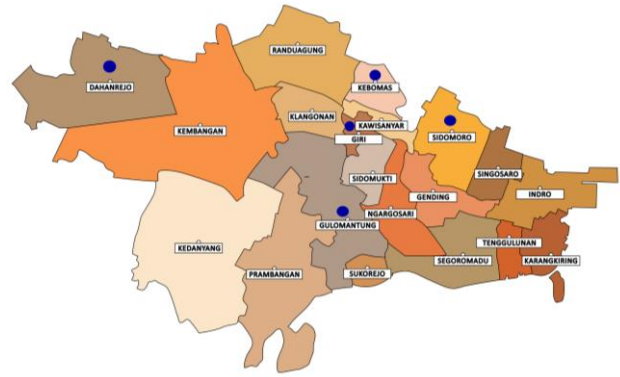 RANDUAGUNG
DAHANREJO
KEBOMAS
KLANGONAN
KAWISANYAR
KEMBANGAN
GIRI
SIDOMORO
SINGOSARO
SIDOMUKTI
INDRO
GENDING
NGARGOSARI
GULOMANTUNG
TENGGULUNAN
KEDANYANG
SEGOROMADU
KARANGKIRING
PRAMBANGAN
SUKOREJO